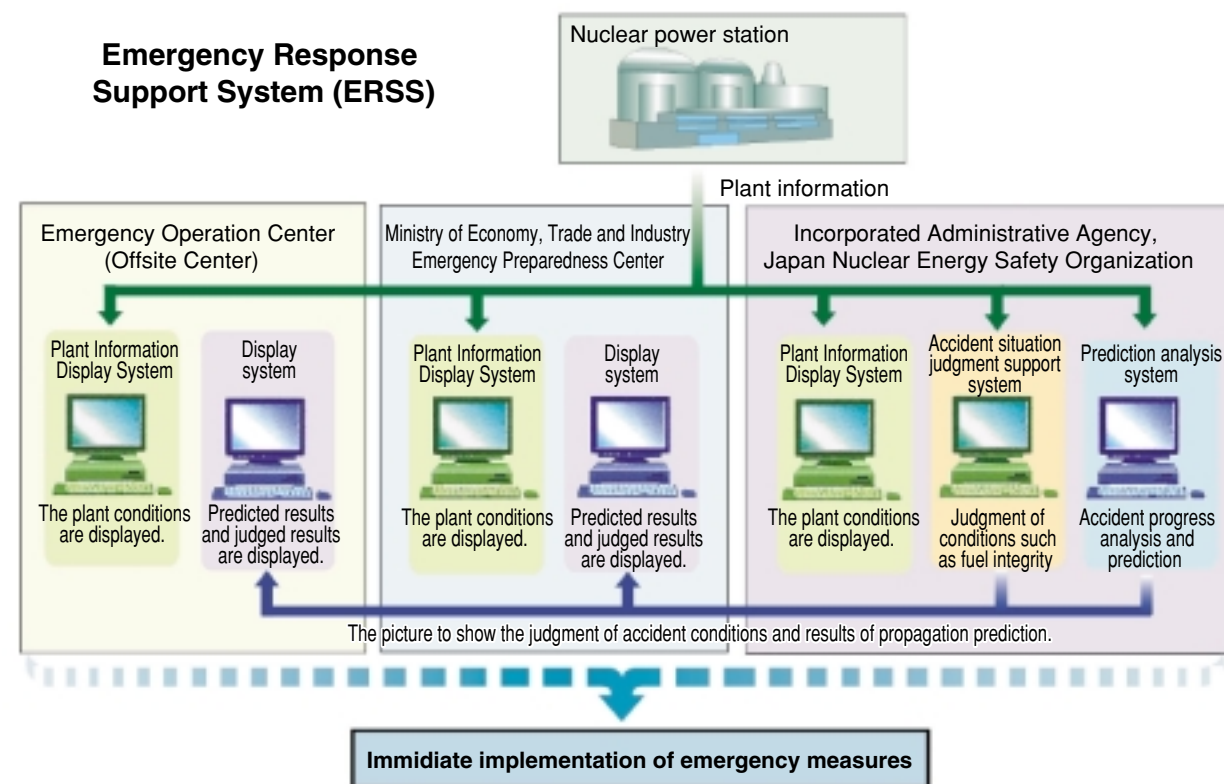 Emergency Response
Support System (ERSS)
Nuclear power station
Plant information
Emergency Operation Center
(Offsite Center)
Ministry of Economy, Trade and Industry
Emergency Preparedness Center
Incorporated Administrative Agency,
Japan Nuclear Energy Safety Organization
Plant Information
Display System
The plant conditions
are displayed.
Display
system
Predicted results
and judged results
are displayed.
Plant Information
Display System
The plant conditions
are displayed.
Display
system
Predicted results
and judged results
are displayed.
Plant Information
Display System
The plant conditions
are displayed.
Accident situation
judgment support
system
Judgment of
conditions such
as fuel integrity
Prediction analysis
system
Accident progress
analysis and
prediction
The picture to show the judgment of accident conditions and results of propagation prediction.
Immidiate implementation of emergency measures